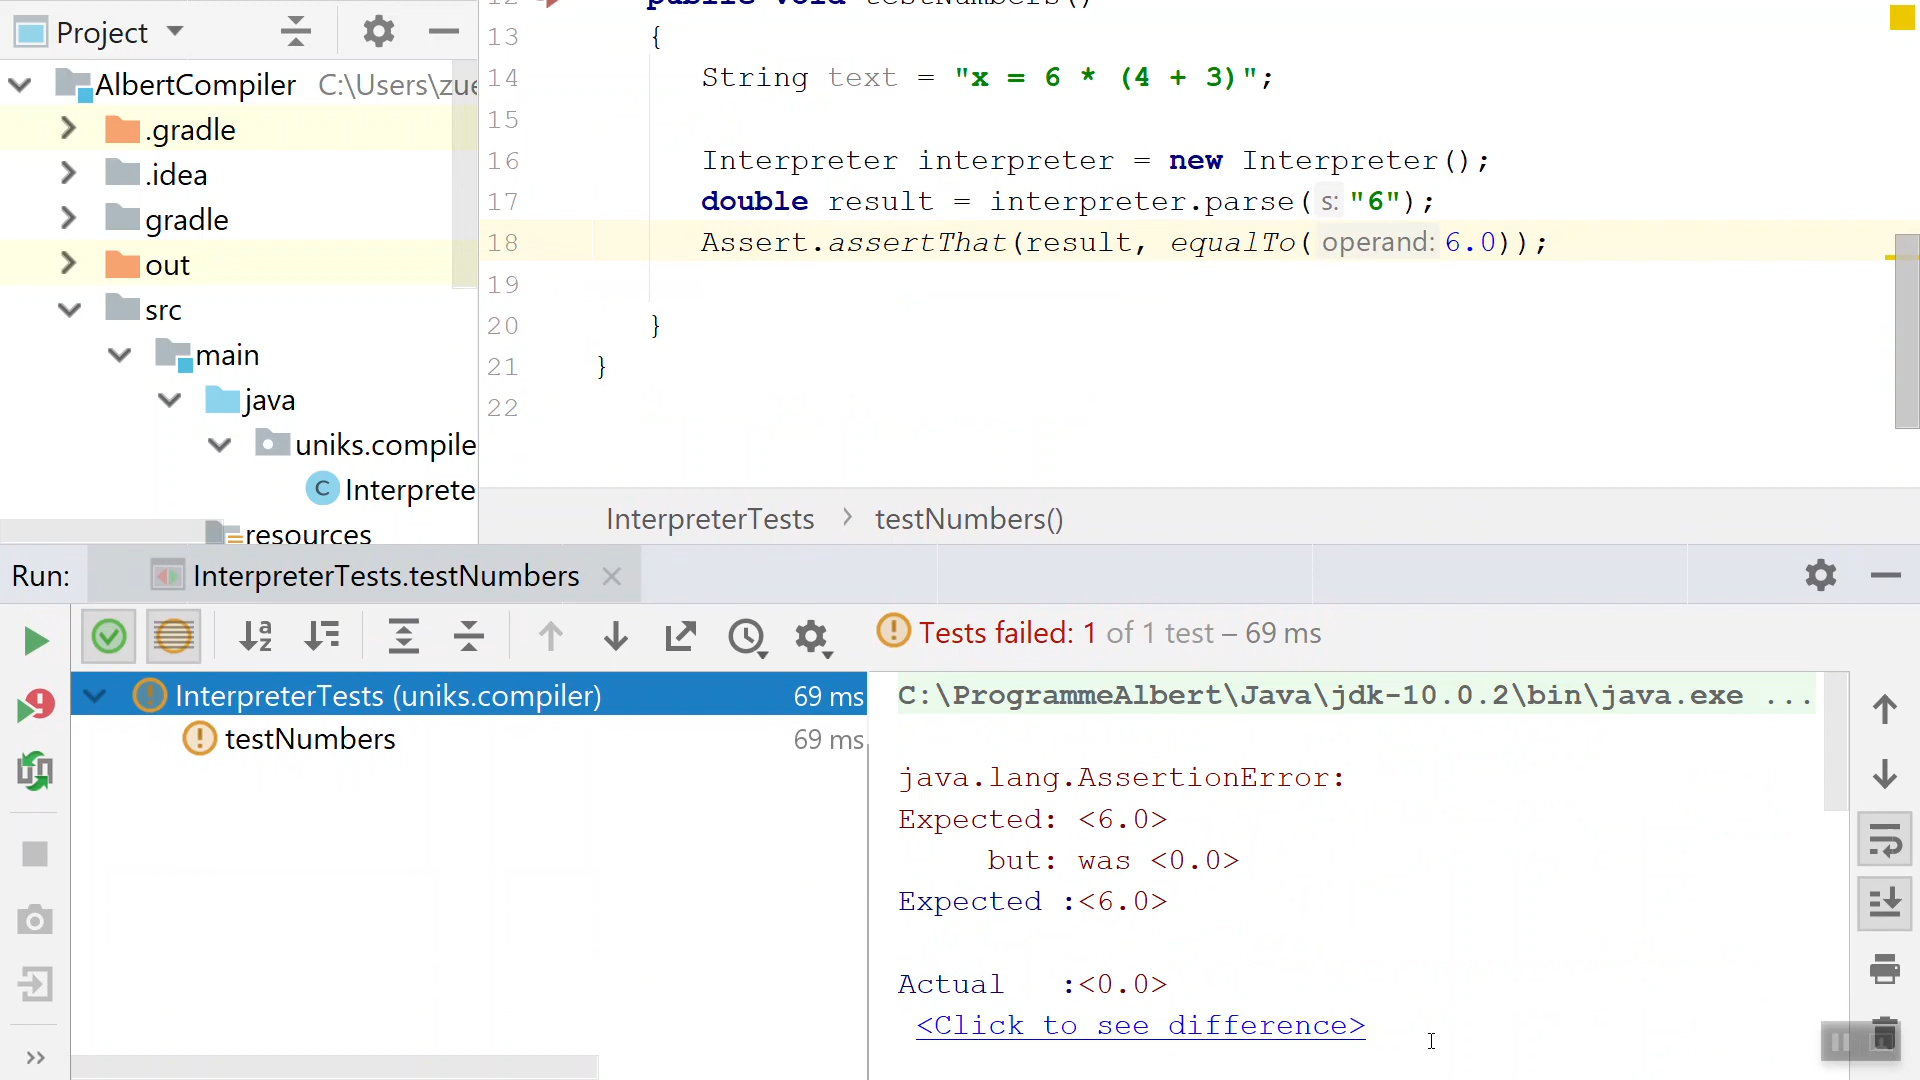 Project
AlbertCompiler C:\Users\zue
.gradle
.idea
gradle
out
src
main
java
uniks.compile
Interprete
resources
12 public void testNumbers()
13 {
14 String text = "x = 6 * (4 + 3)";
15
16 Interpreter interpreter = new Interpreter();
17 double result = interpreter.parse( s: "6");
18 Assert.assertThat(result, equalTo( operand: 6.0));
19
20 }
21 }
22
InterpreterTests > testNumbers()
Run: InterpreterTests.testNumbers
Tests failed: 1 of 1 test – 69 ms
InterpreterTests (uniks.compiler) 69 ms
testNumbers 69 ms
C:\ProgrammeAlbert\Java\jdk-10.0.2\bin\java.exe ...
java.lang.AssertionError:
Expected: <6.0>
but: was <0.0>
Expected :<6.0>
Actual :<0.0>
<Click to see difference>